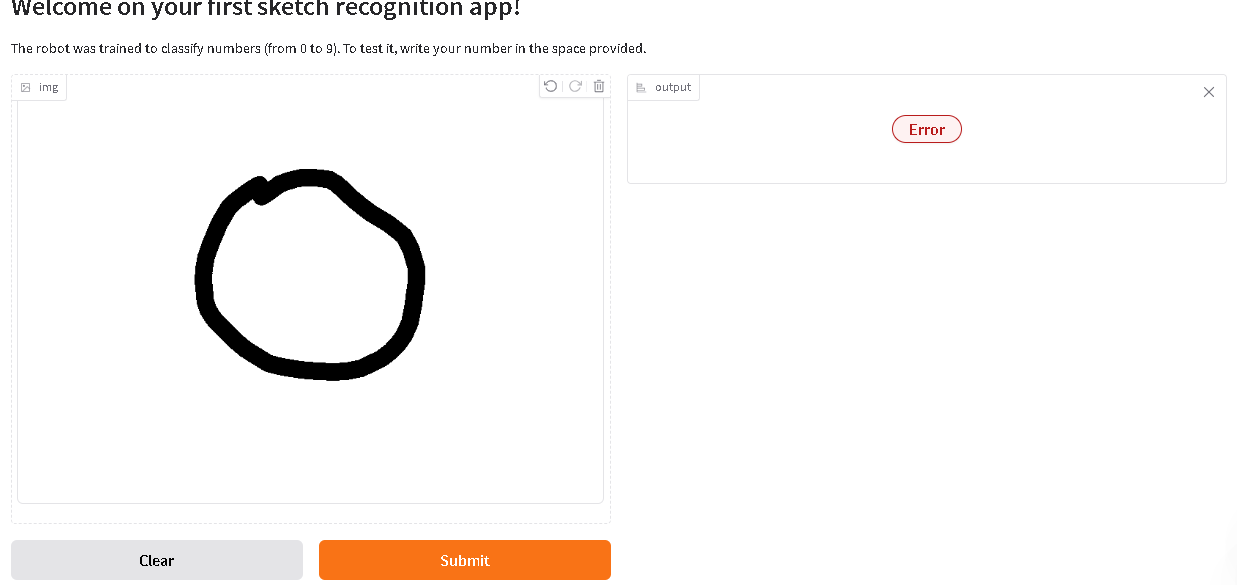 Welcome on your first sketch recognition app!
The robot was trained to classify numbers (from 0 to 9). To test it, write your number in the space provided.
img
output
Error
Clear
Submit